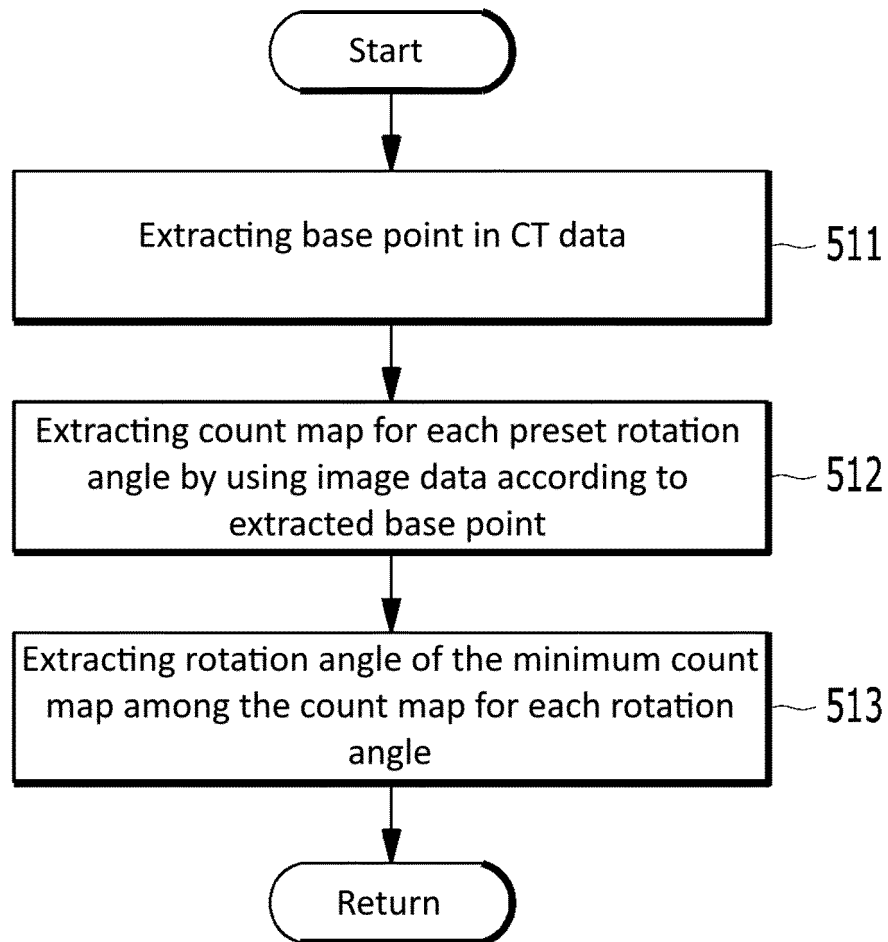 Start
Extracting base point in CT data
511
Extracting count map for each preset rotation
angle by using image data according to
extracted base point
512
Extracting rotation angle of the minimum count
map among the count map for each rotation
angle
513
Return